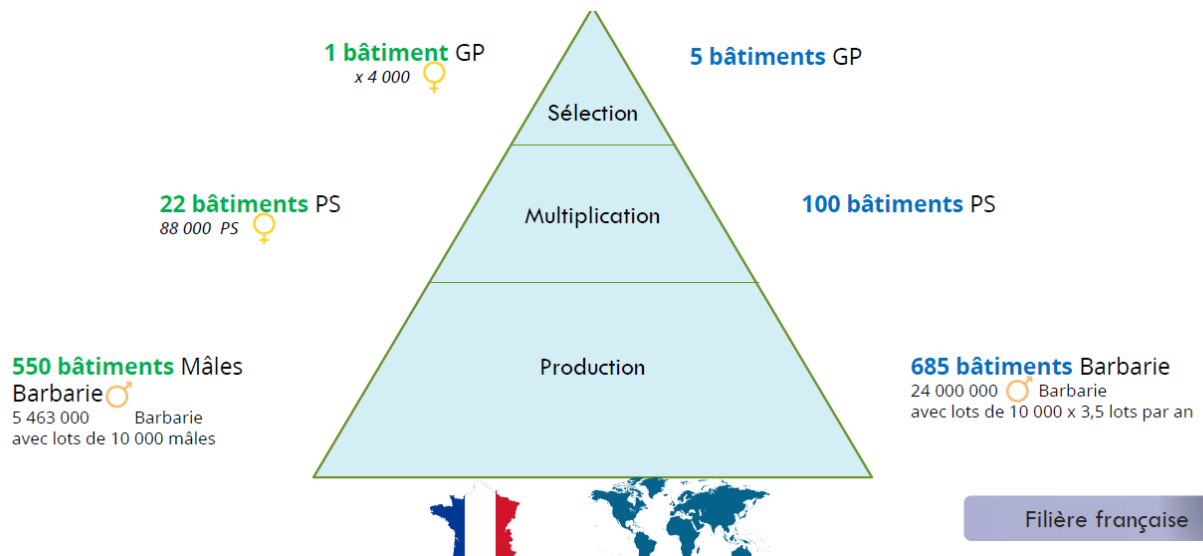 1 bâtiment GP
x 4 000
5 bâtiments GP
Sélection
22 bâtiments PS
88 000 PS
Multiplication
100 bâtiments PS
550 bâtiments Mâles
Barbarie
5 463 000 Barbarie
avec lots de 10 000 mâles
Production
685 bâtiments Barbarie
24 000 000 Barbarie
avec lots de 10 000 x 3,5 lots par an
Filière française